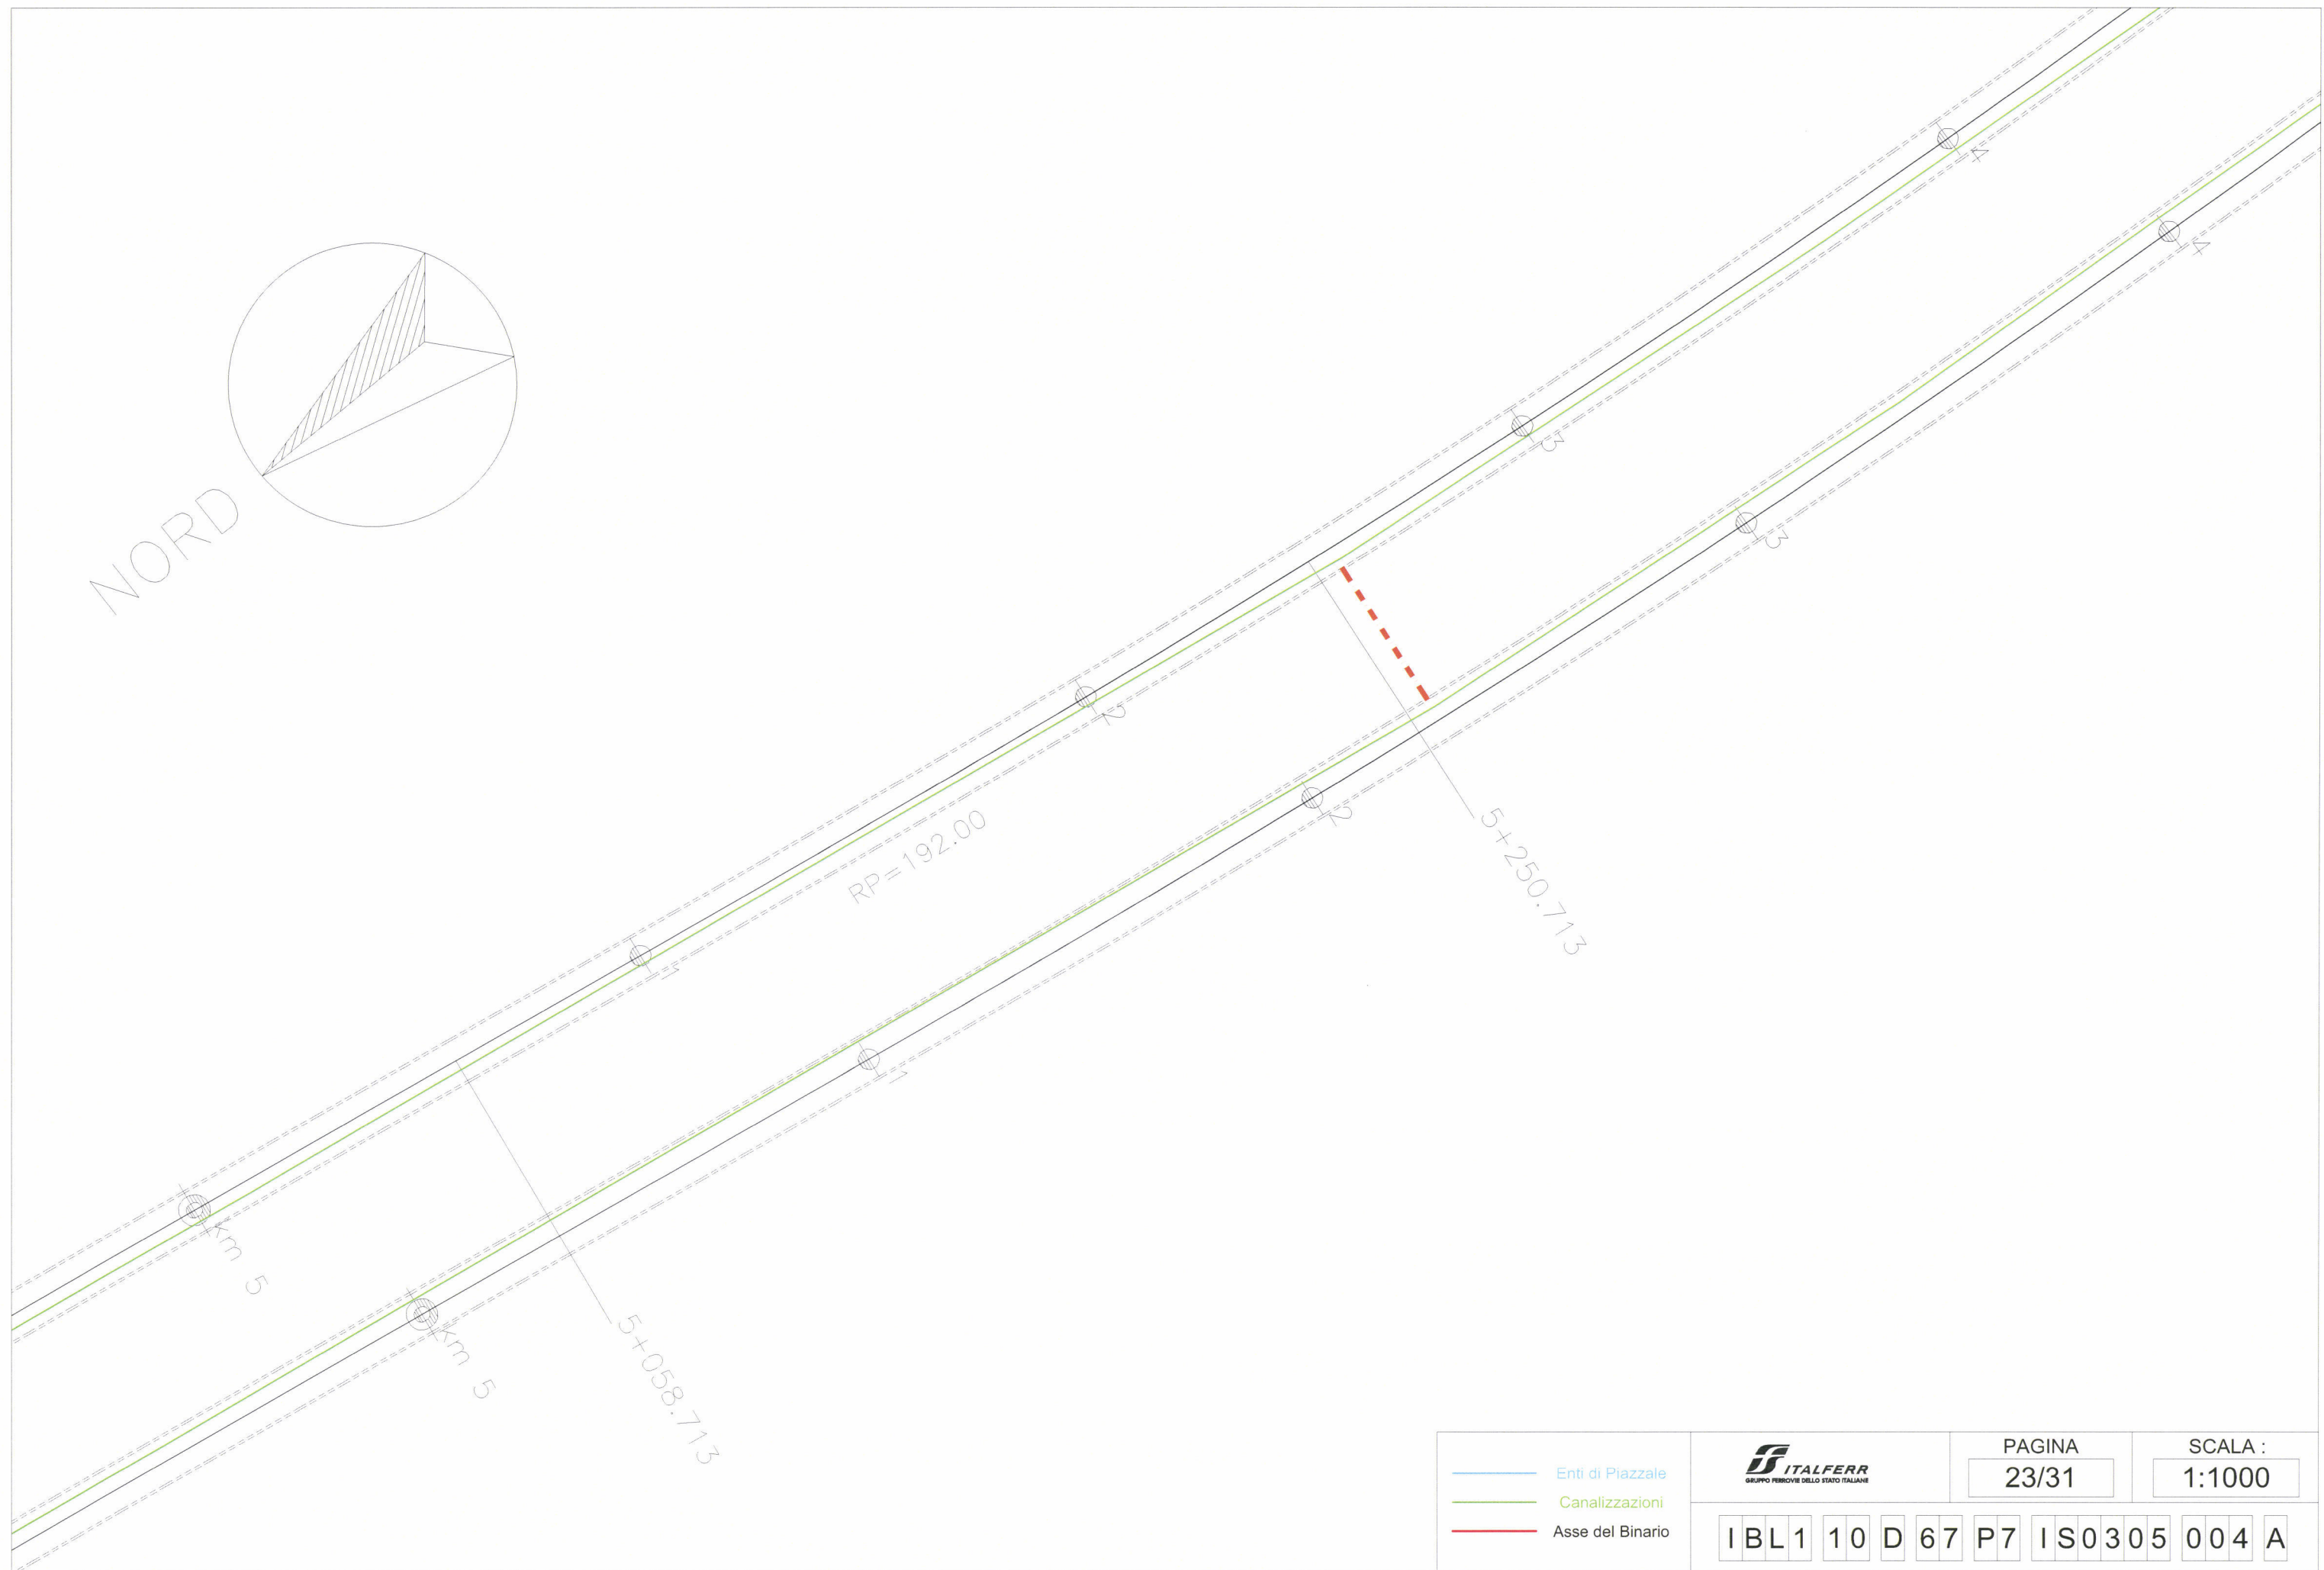 4
4
3
NORD
3
2
RP=192.00
2
5+250.713
1
1
km 5
km 5
5+058.713
Enti di Piazzale
Canalizzazioni
Asse del Binario
ITALFERR
GRUPPO FERROVIE DELLO STATO ITALIANE
PAGINA
23/31
SCALA :
1:1000
IBL1 10 D 67 P7 IS0305 004 A